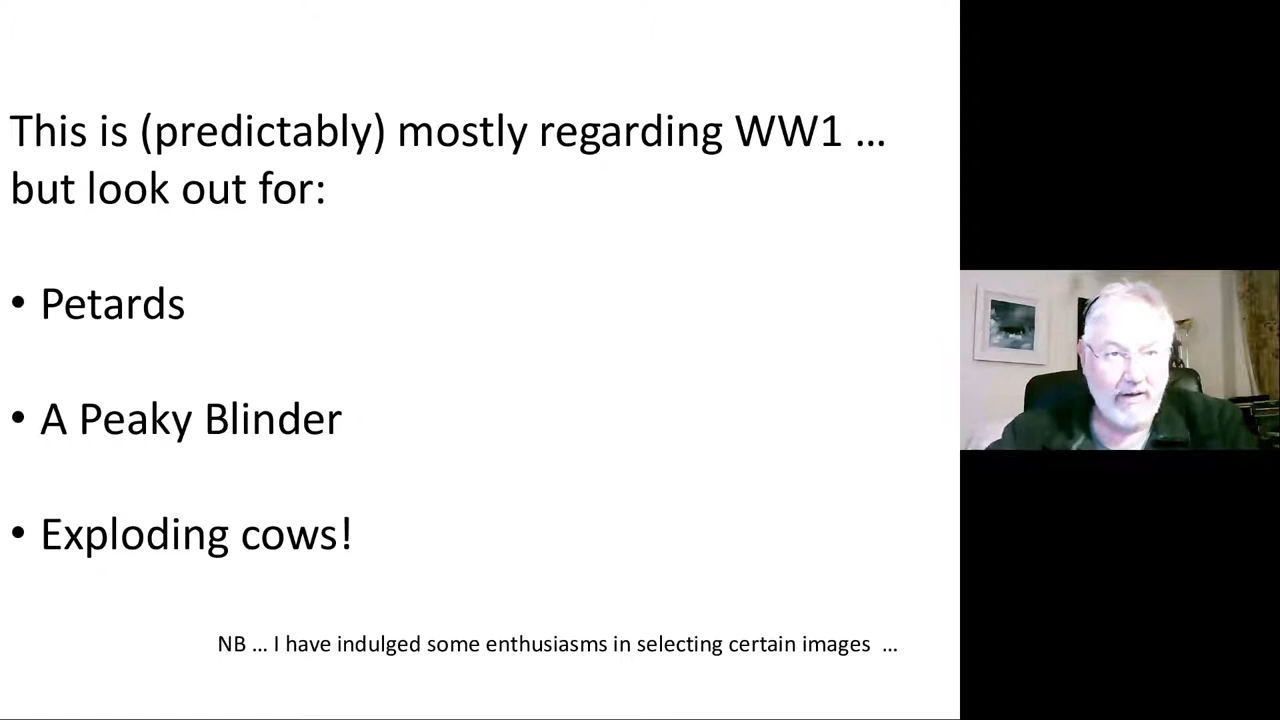 This is (predictably) mostly regarding WW1 ...
but look out for:
• Petards
• A Peaky Blinder
• Exploding cows!
NB ... I have indulged some enthusiasms in selecting certain images ...